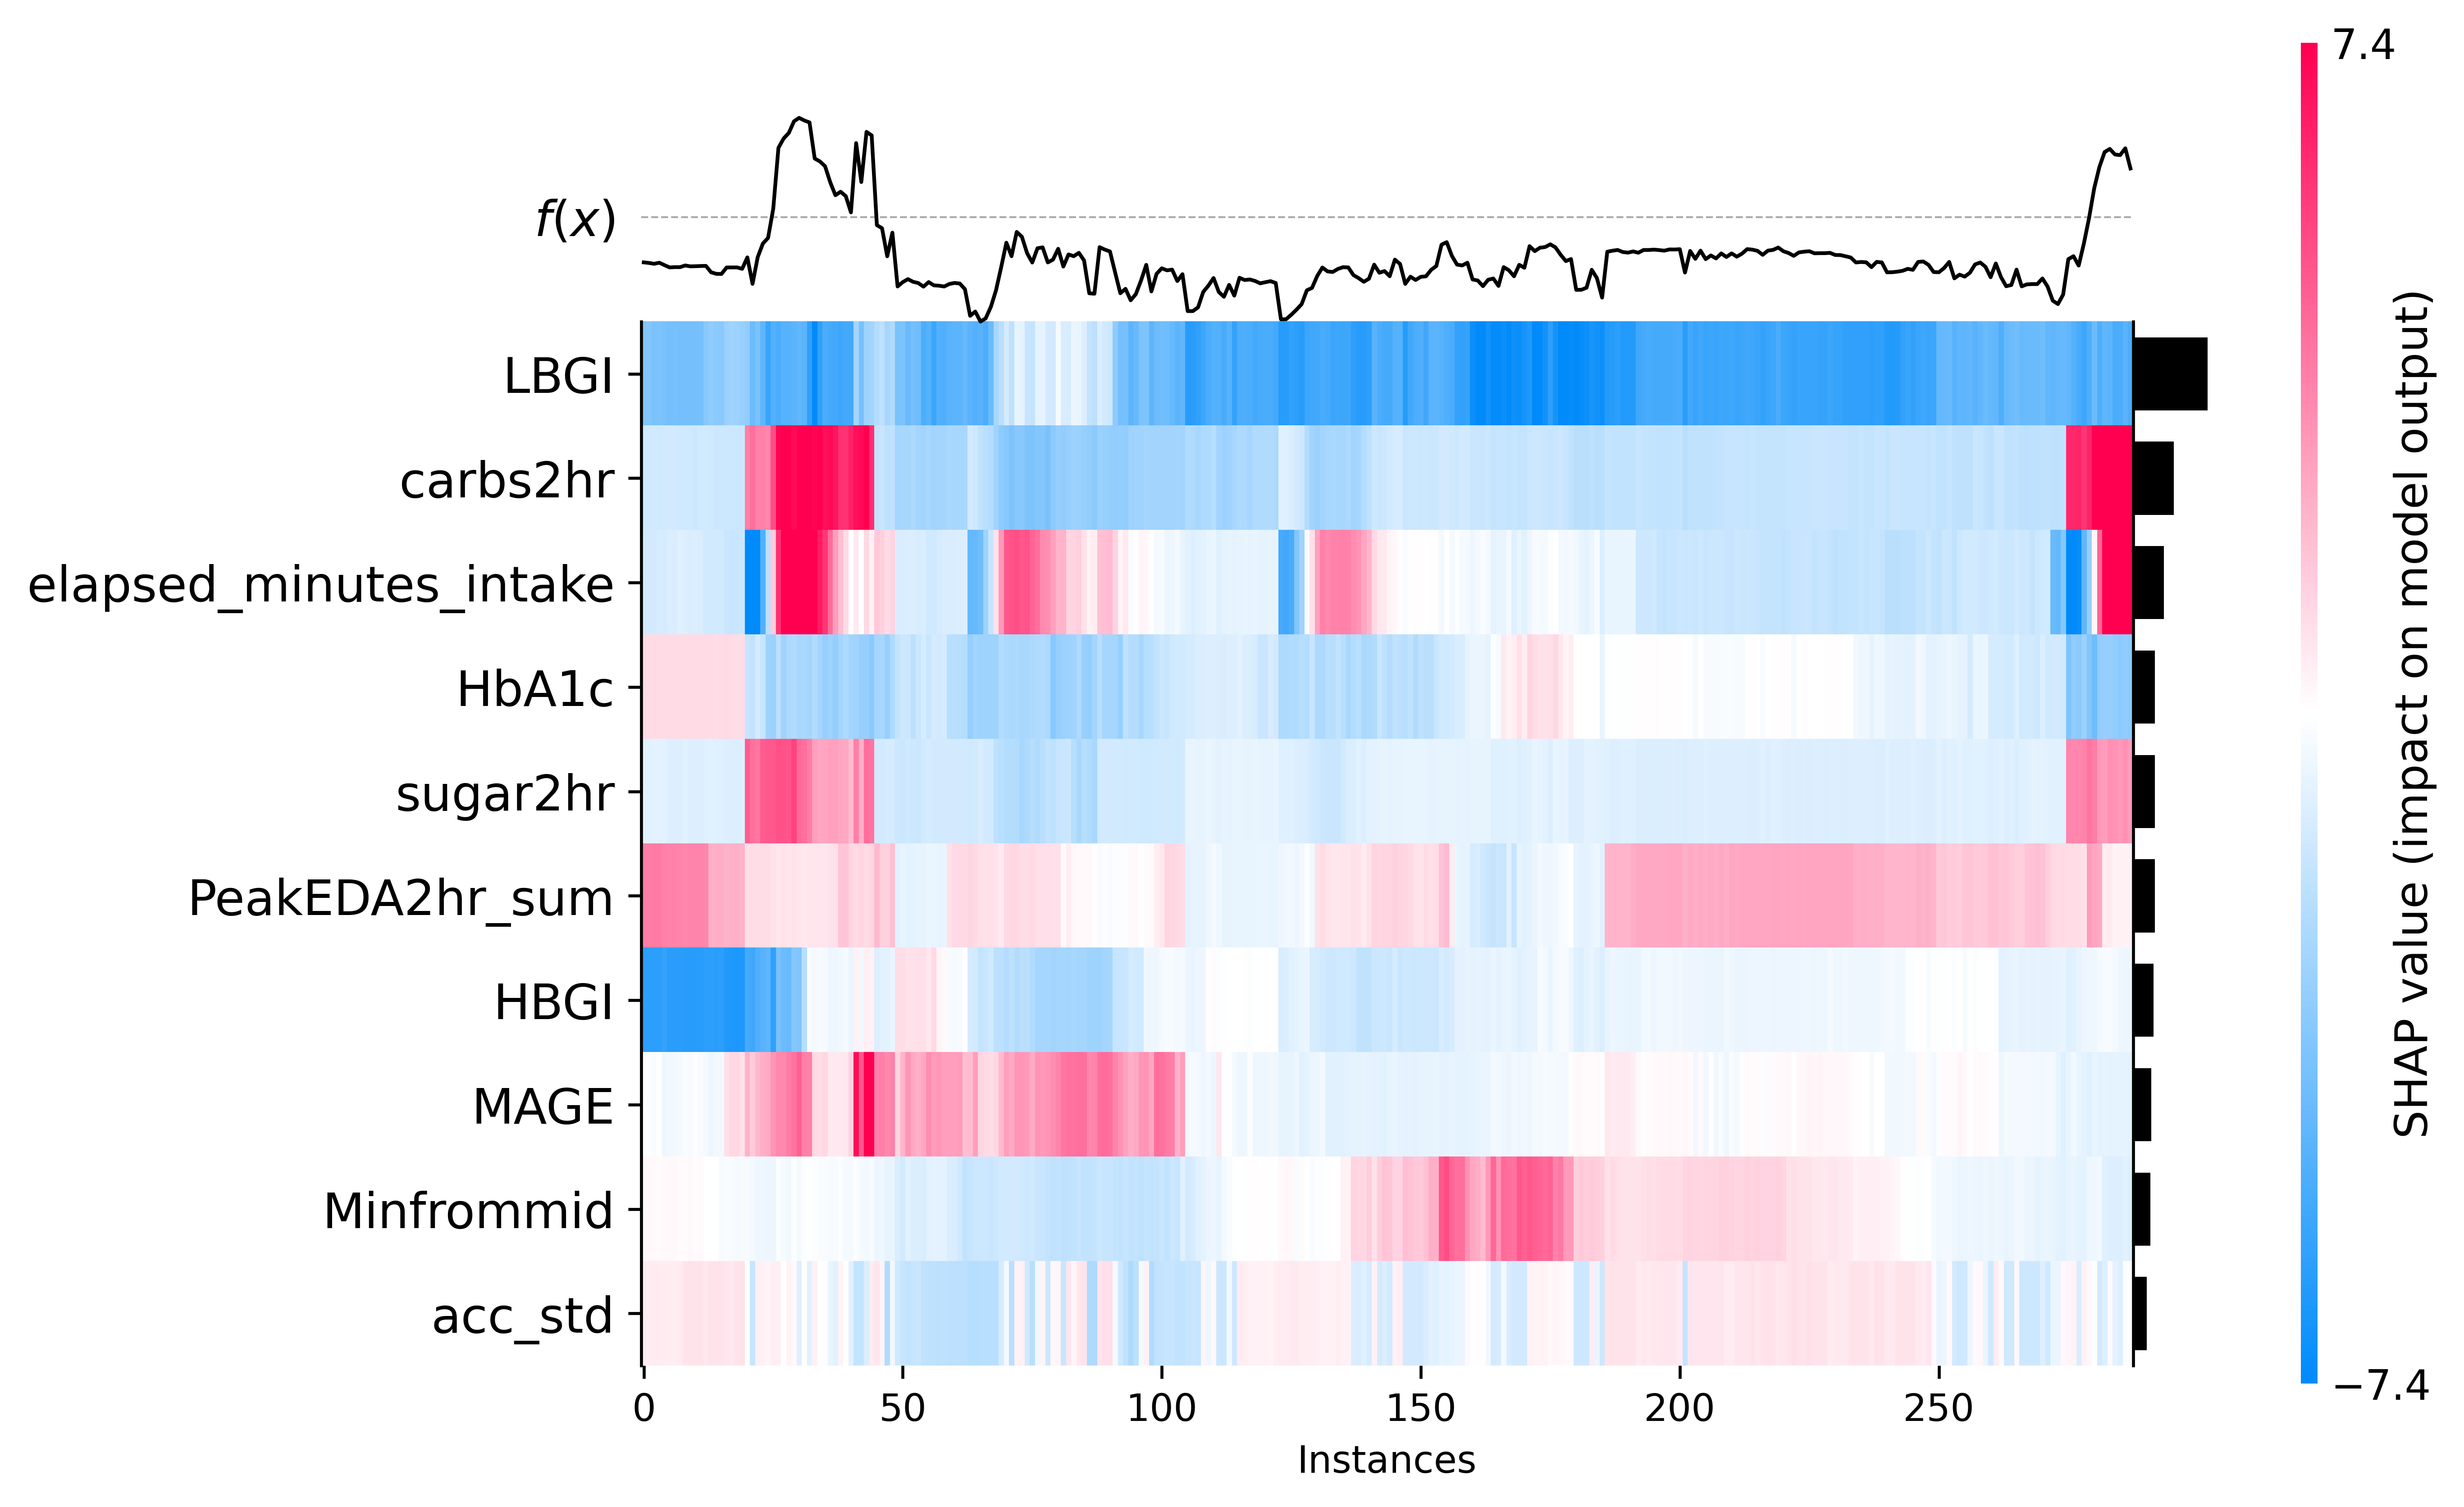 7.4
f(x)
LBGI
carbs2hr
elapsed_minutes_intake
HbA1c
sugar2hr
PeakEDA2hr_sum
HBGI
MAGE
Minfrommid
acc_std
0 50 100 150 200 250
Instances
−7.4
SHAP value (impact on model output)